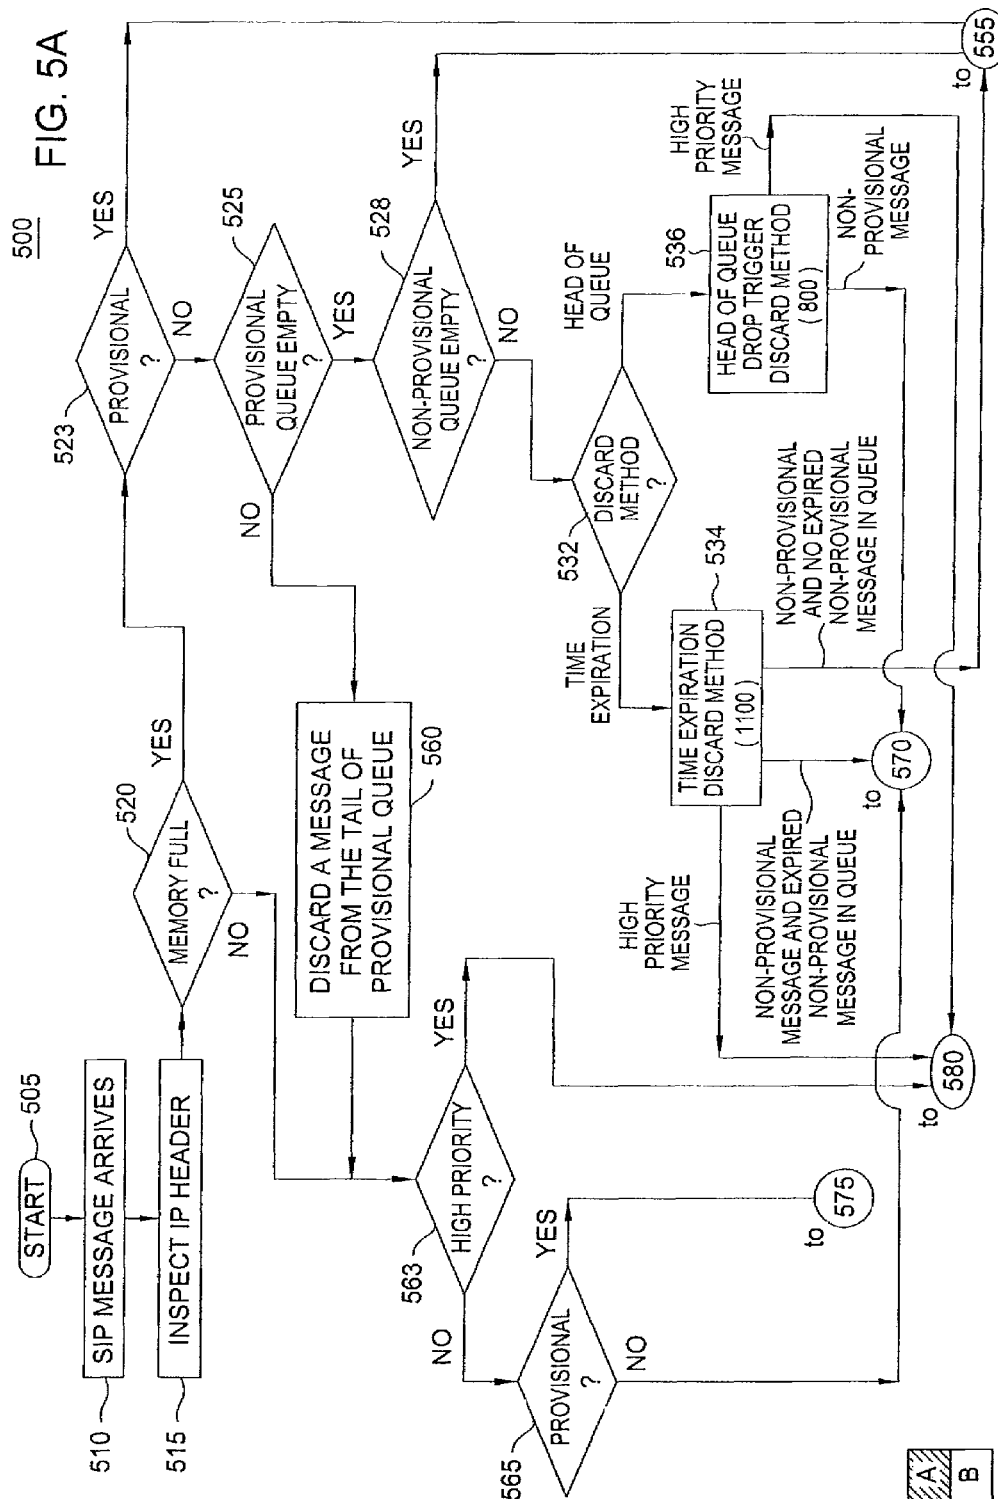 FIG. 5A
500
START
505
SIP MESSAGE ARRIVES
510
INSPECT IP HEADER
515
MEMORY FULL
?
520
YES
NO
PROVISIONAL
?
523
YES
NO
PROVISIONAL
QUEUE EMPTY
?
525
NO
YES
NON-PROVISIONAL
QUEUE EMPTY
?
528
YES
NO
DISCARD
METHOD
?
532
TIME
EXPIRATION
HEAD OF
QUEUE
TIME EXPIRATION
DISCARD METHOD
(1100)
534
HEAD OF QUEUE
DROP TRIGGER
DISCARD METHOD
(800)
536
HIGH
PRIORITY
MESSAGE
NON-
PROVISIONAL
MESSAGE
DISCARD A MESSAGE
FROM THE TAIL OF
PROVISIONAL QUEUE
560
HIGH
PRIORITY
MESSAGE
NON-PROVISIONAL
MESSAGE AND EXPIRED
NON-PROVISIONAL
MESSAGE IN QUEUE
NON-PROVISIONAL
AND NO EXPIRED
NON-PROVISIONAL
MESSAGE IN QUEUE
HIGH PRIORITY
?
563
YES
NO
PROVISIONAL
?
565
YES
NO
to
575
to
580
to
570
to
555
A
B